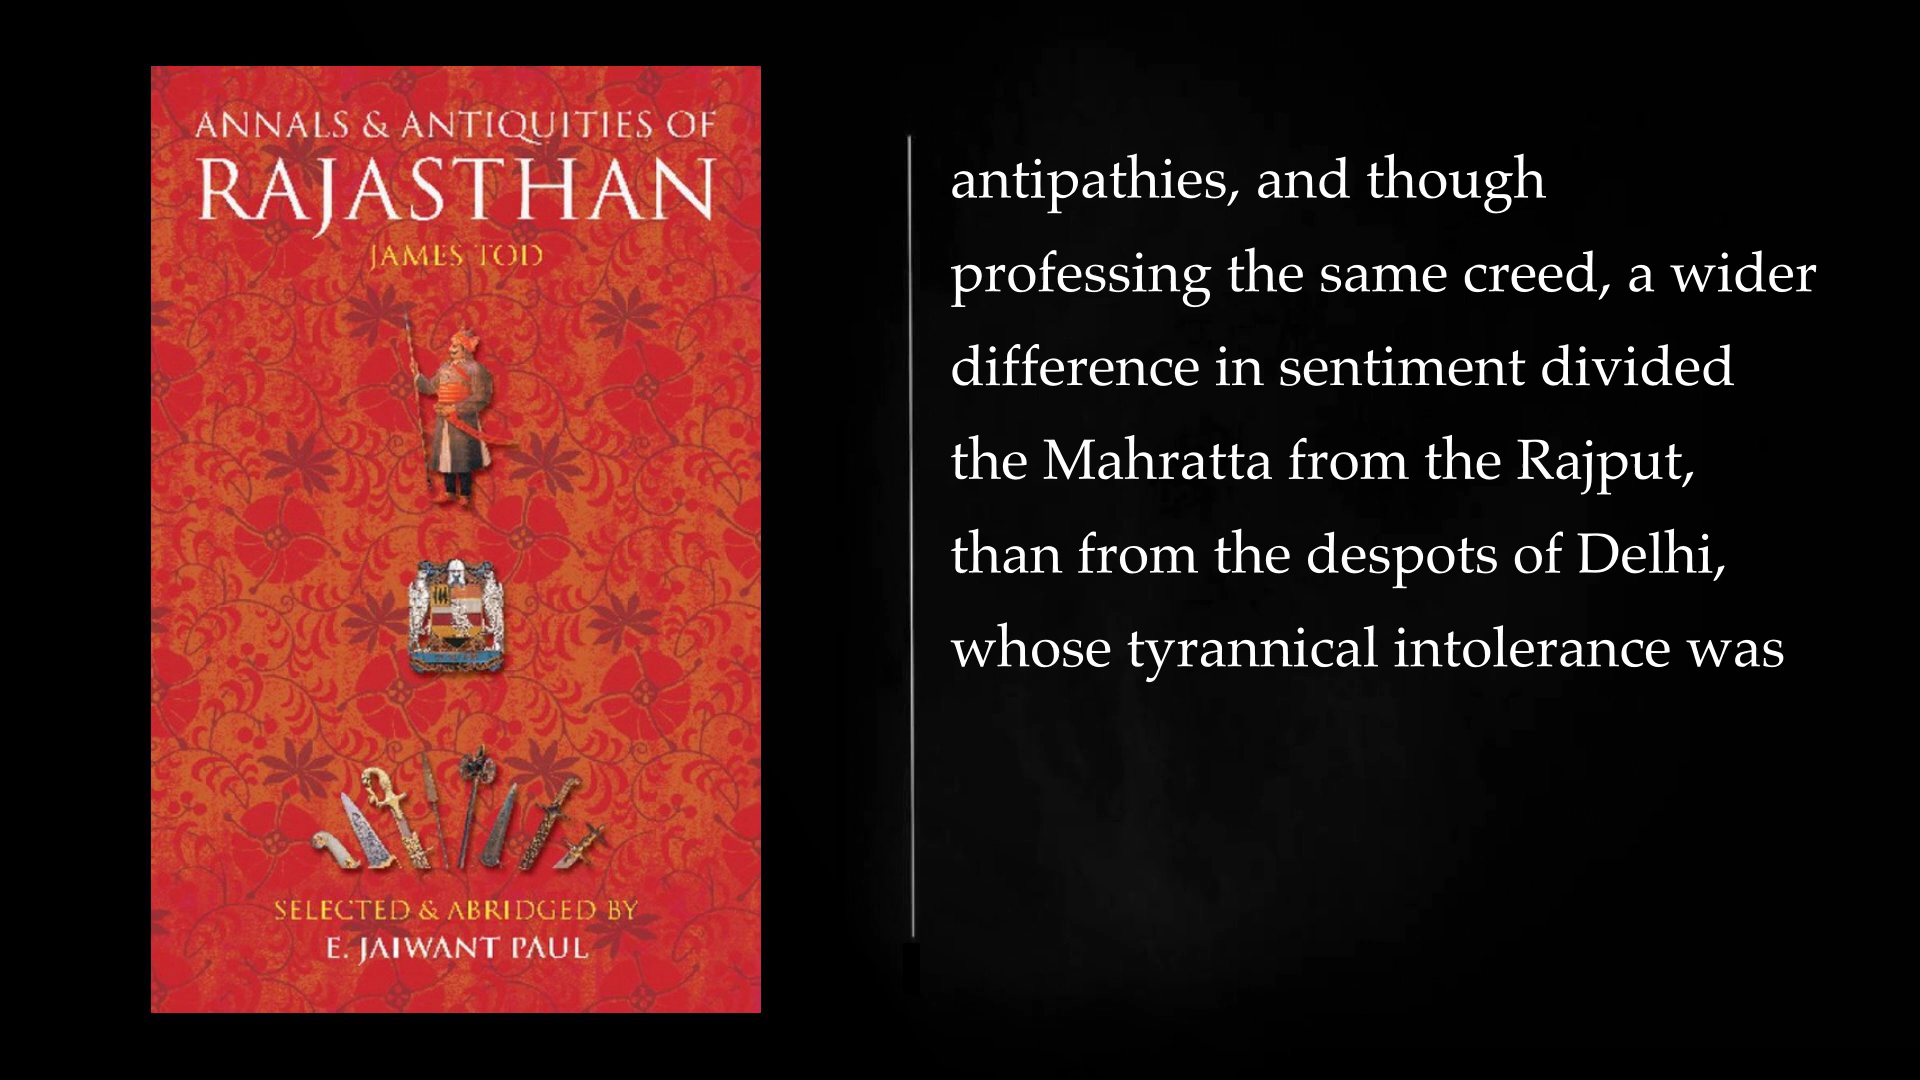 ANNALS & ANTIQUITIES OF
RAJASTHAN
JAMES TOD
SELECTED & ABRIDGED BY
E. JAIWANT PAUL
antipathies, and though
professing the same creed, a wider
difference in sentiment divided
the Mahratta from the Rajput,
than from the despots of Delhi,
whose tyrannical intolerance was